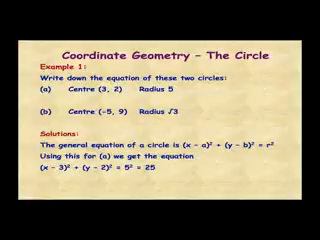 Coordinate Geometry – The Circle
Example 1:
Write down the equation of these two circles:
(a) Centre (3, 2) Radius 5
(b) Centre (-5, 9) Radius √3
Solutions:
The general equation of a circle is (x – a)² + (y – b)² = r²
Using this for (a) we get the equation
(x – 3)² + (y – 2)² = 5² = 25